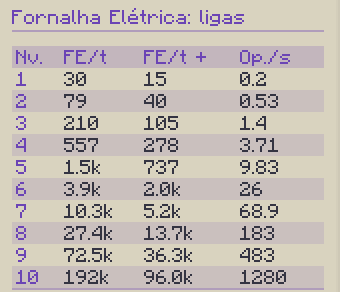 Fornalha Elétrica: ligas
Nv. FE/t FE/t + Op./s
1 30 15 0.2
2 79 40 0.53
3 210 105 1.4
4 557 278 3.71
5 1.5k 737 9.83
6 3.9k 2.0k 26
7 10.3k 5.2k 68.9
8 27.4k 13.7k 183
9 72.5k 36.3k 483
10 192k 96.0k 1280